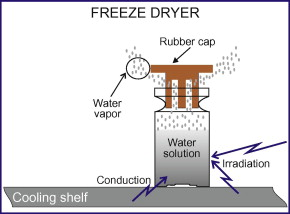 FREEZE DRYER
Rubber cap
Water
vapor
Water
solution
Irradiation
Conduction
Cooling shelf